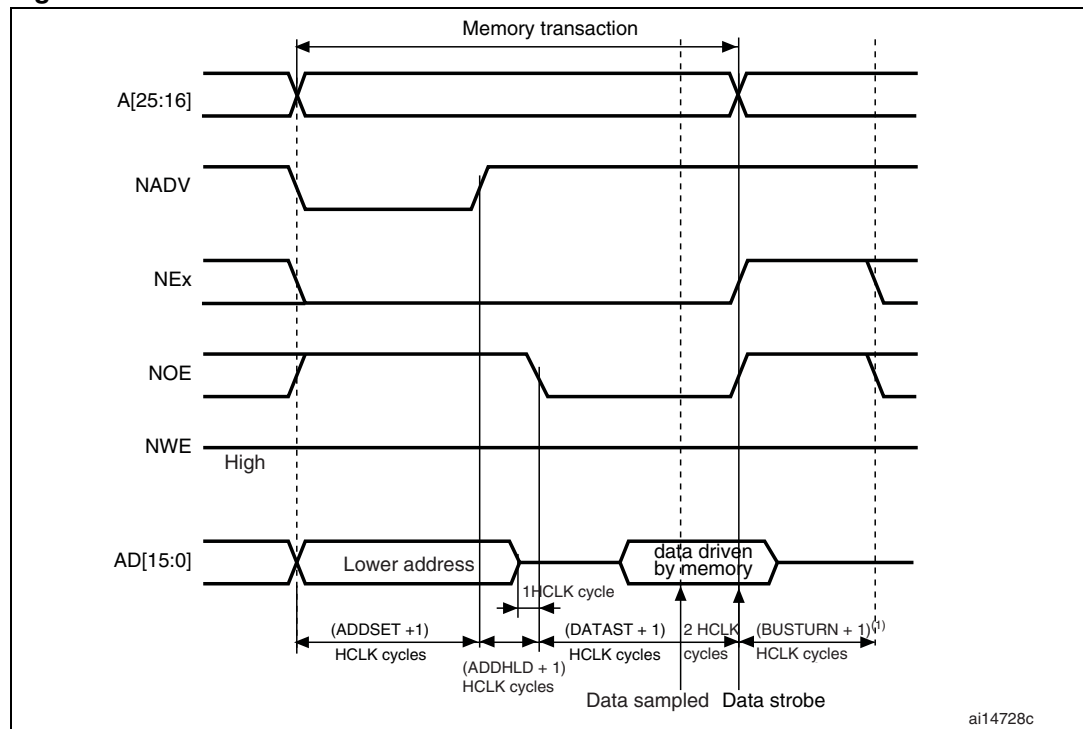 Memory transaction
A[25:16]
NADV
NEx
NOE
NWE
High
AD[15:0]
Lower address
data driven
by memory
1HCLK cycle
(ADDSET +1)
HCLK cycles
(ADDHLD + 1)
HCLK cycles
(DATAST + 1)
HCLK cycles
2 HCLK
cycles
(BUSTURN + 1)(1)
HCLK cycles
Data sampled
Data strobe
ai14728c